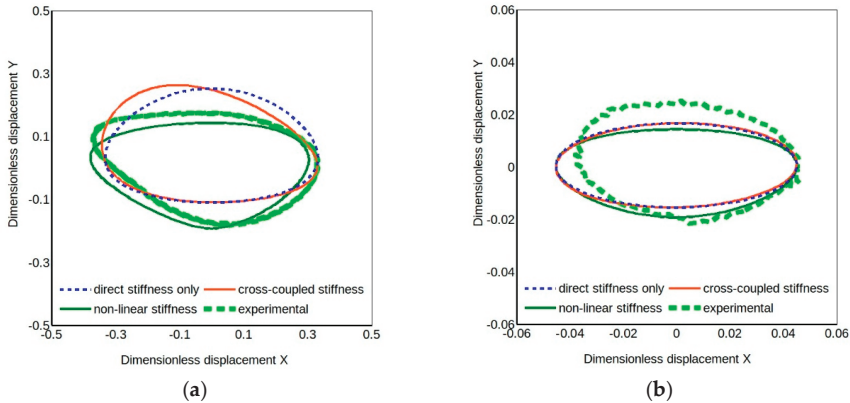 0.5
0.3
0.1
-0.1
-0.3
-0.5
Dimensionless displacement Y
direct stiffness only
cross-coupled stiffness
non-linear stiffness
experimental
-0.5
-0.3
-0.1
0.1
0.3
0.5
Dimensionless displacement X
(a)
0.06
0.04
0.02
0
-0.02
-0.04
-0.06
Dimensionless displacement Y
direct stiffness only
cross-coupled stiffness
non-linear stiffness
experimental
-0.06
-0.04
-0.02
0
0.02
0.04
0.06
Dimensionless displacement X
(b)